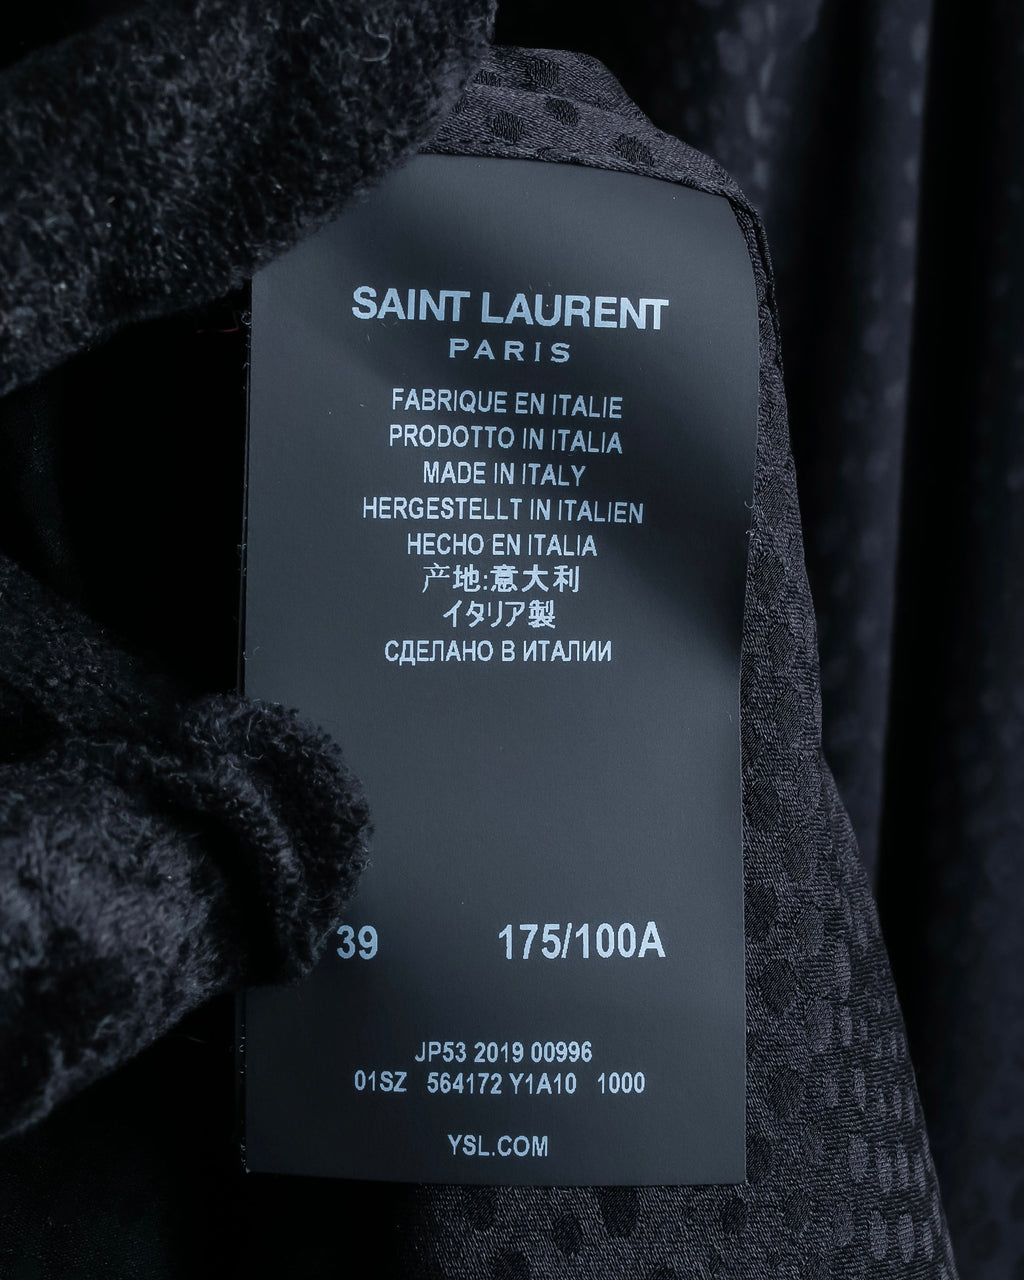 SAINT LAURENT
PARIS
FABRIQUE EN ITALIE
PRODOTTO IN ITALIA
MADE IN ITALY
HERGESTELLT IN ITALIEN
HECHO EN ITALIA
产地:意大利
イタリア製
СДЕЛАНО В ИТАЛИИ
39 175/100A
JP53 2019 00996
01SZ 564172 Y1A10 1000
YSL.COM